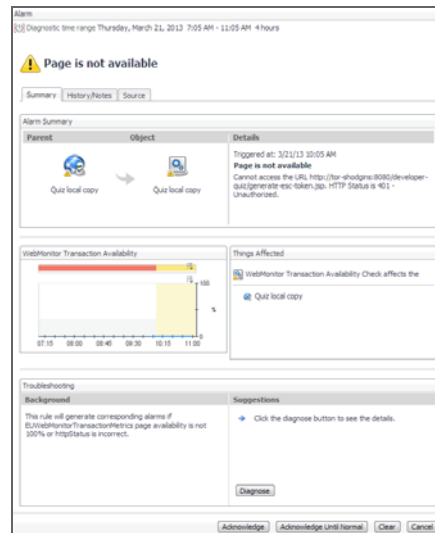 Alarm
Diagnostic time range Thursday, March 21, 2013 7:05 AM - 11:05 AM 4 hours
Page is not available
Summary History/Notes Source
Alarm Summary
Parent Object Details
Quiz local copy Quiz local copy
Triggered at: 3/21/13 10:05 AM
Page is not available
Cannot access the URL http://tor-shodgins:8080/developer-
quiz/generate-esc-token.jsp. HTTP Status is 401 -
Unauthorized.
WebMonitor Transaction Availability
100
%
0
07:15 08:00 08:45 09:30 10:15 11:00
Things Affected
WebMonitor Transaction Availability Check affects the
Quiz local copy
Troubleshooting
Background
This rule will generate corresponding alarms if
EUWebMonitorTransactionMetrics page availability is not
100% or httpStatus is incorrect.
Suggestions
Click the diagnose button to see the details.
Diagnose
Acknowledge Acknowledge Until Normal Clear Cancel